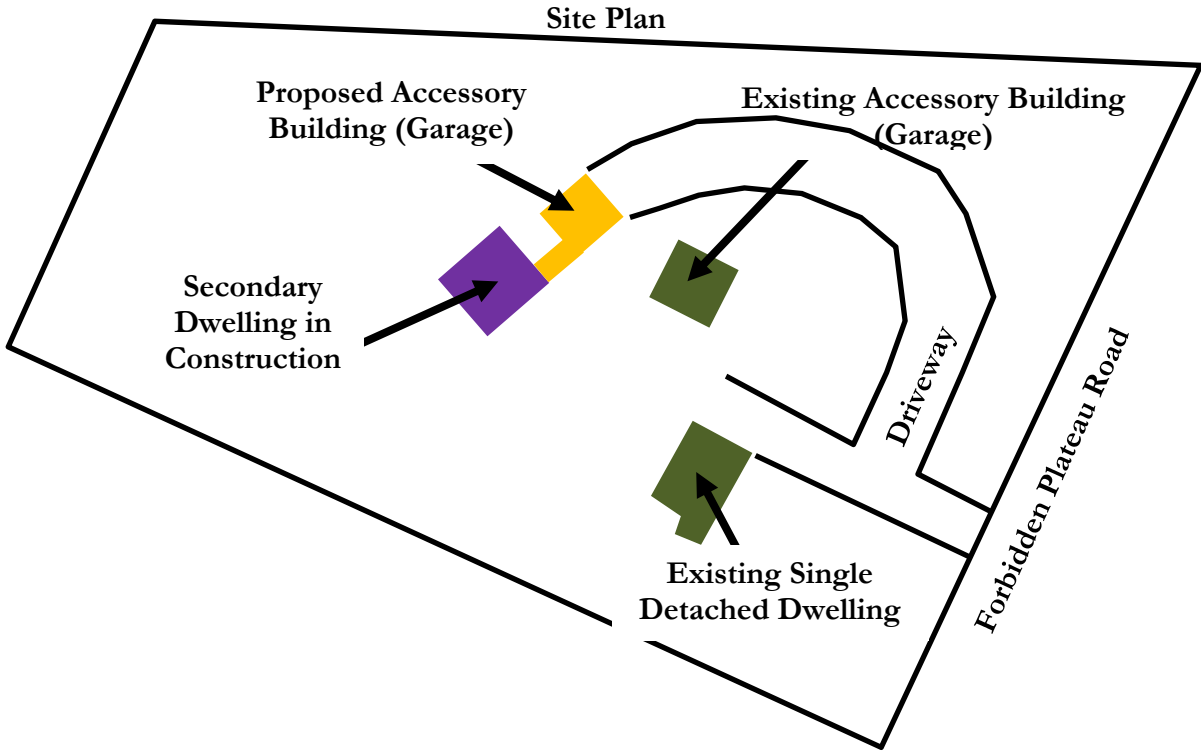 Site Plan
Proposed Accessory
Building (Garage)
Existing Accessory Building
(Garage)
Secondary
Dwelling in
Construction
Driveway
Forbidden Plateau Road
Existing Single
Detached Dwelling